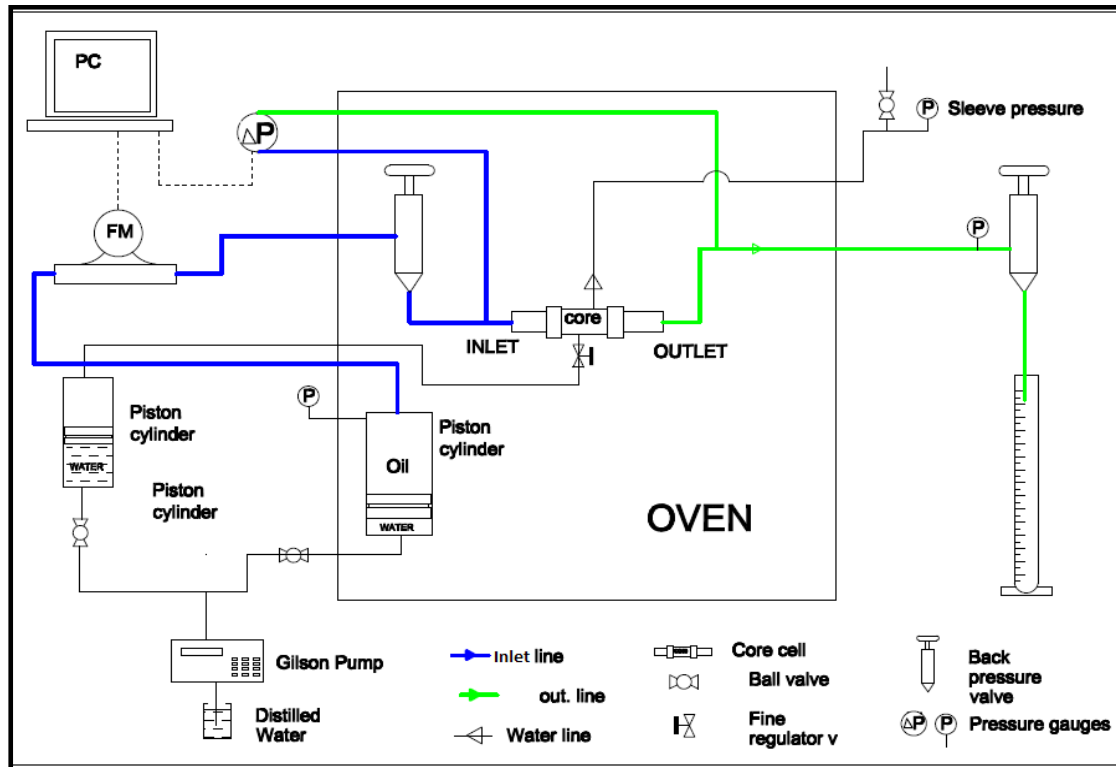 PC
ΔP
P
Sleeve pressure
FM
P
core
INLET
OUTLET
P
Piston
cylinder
WATER
Piston
cylinder
Oil
WATER
Piston
cylinder
OVEN
Gilson Pump
Distilled
Water
Inlet line
out. line
Water line
Core cell
Ball valve
Fine
regulator v
Back
pressure
valve
ΔP P Pressure gauges